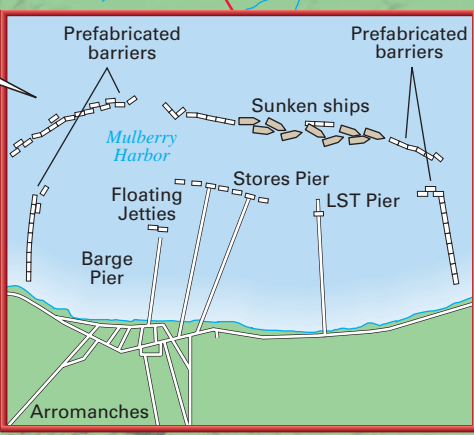 Prefabricated
barriers
Prefabricated
barriers
Sunken ships
Mulberry
Harbor
Stores Pier
Floating
Jetties
LST Pier
Barge
Pier
Arromanches